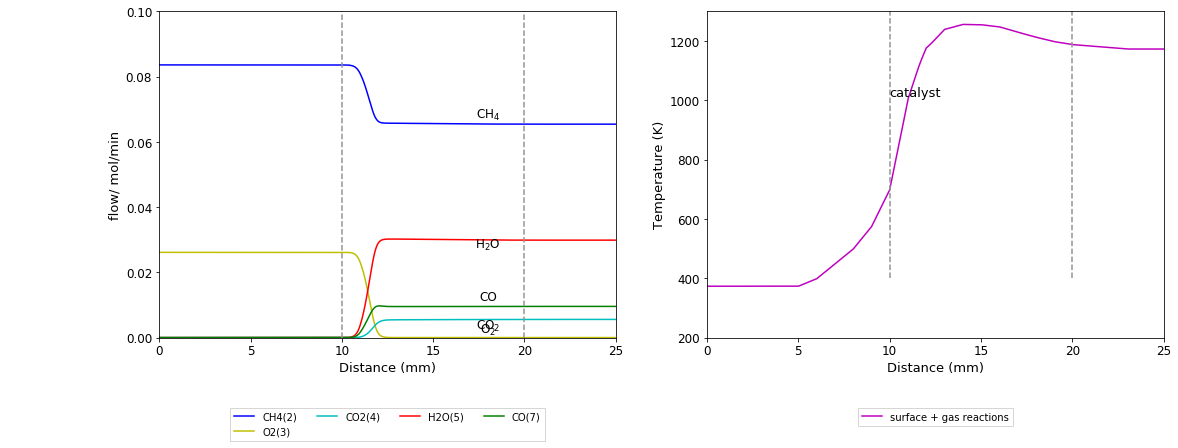 0.10
0.08
0.06
0.04
0.02
0.00
flow/ mol/min
CH₄
H₂O
CO
CO₂
O₂
0 5 10 15 20 25
Distance (mm)
CH4(2) CO2(4) H2O(5) CO(7)
O2(3)
1200
1000
800
600
400
200
Temperature (K)
catalyst
0 5 10 15 20 25
Distance (mm)
surface + gas reactions